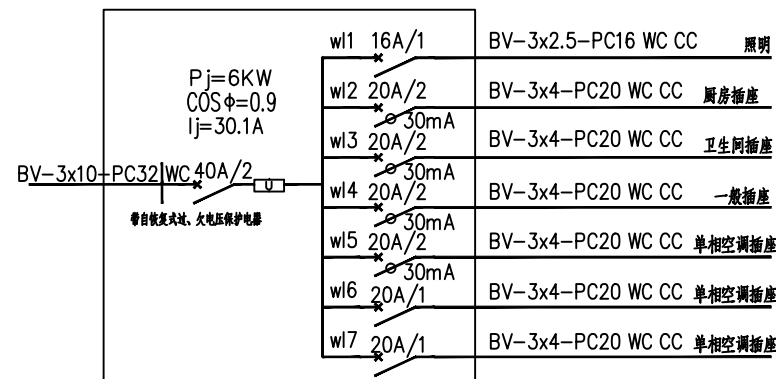 wl1 16A/1 BV-3x2.5-PC16 WC CC 照明
Pj=6KW
COSφ=0.9
Ij=30.1A
wl2 20A/2 BV-3x4-PC20 WC CC 厨房插座
30mA
wl3 20A/2 BV-3x4-PC20 WC CC 卫生间插座
30mA
BV-3x10-PC32 WC 40A/2 U
带自恢复式过、欠电压保护电器
wl4 20A/2 BV-3x4-PC20 WC CC 一般插座
30mA
wl5 20A/2 BV-3x4-PC20 WC CC 单相空调插座
30mA
wl6 20A/1 BV-3x4-PC20 WC CC 单相空调插座
wl7 20A/1 BV-3x4-PC20 WC CC 单相空调插座